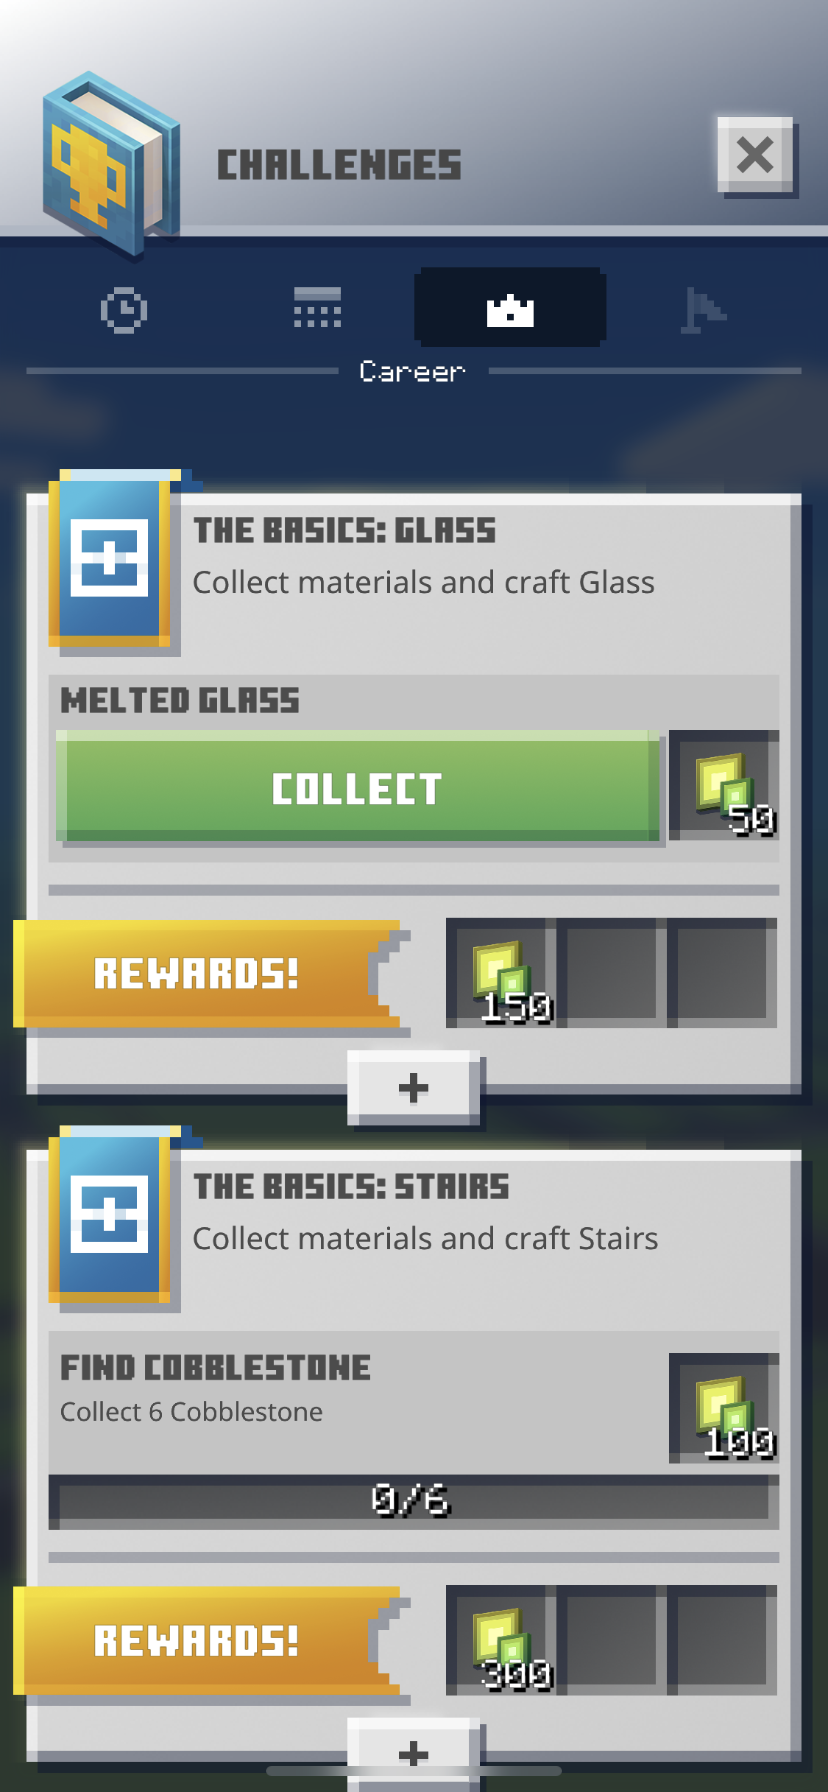 CHALLENGES
Career
THE BASICS: GLASS
Collect materials and craft Glass
MELTED GLASS
COLLECT
50
REWARDS!
150
+
THE BASICS: STAIRS
Collect materials and craft Stairs
FIND COBBLESTONE
Collect 6 Cobblestone
100
0/6
REWARDS!
300
+